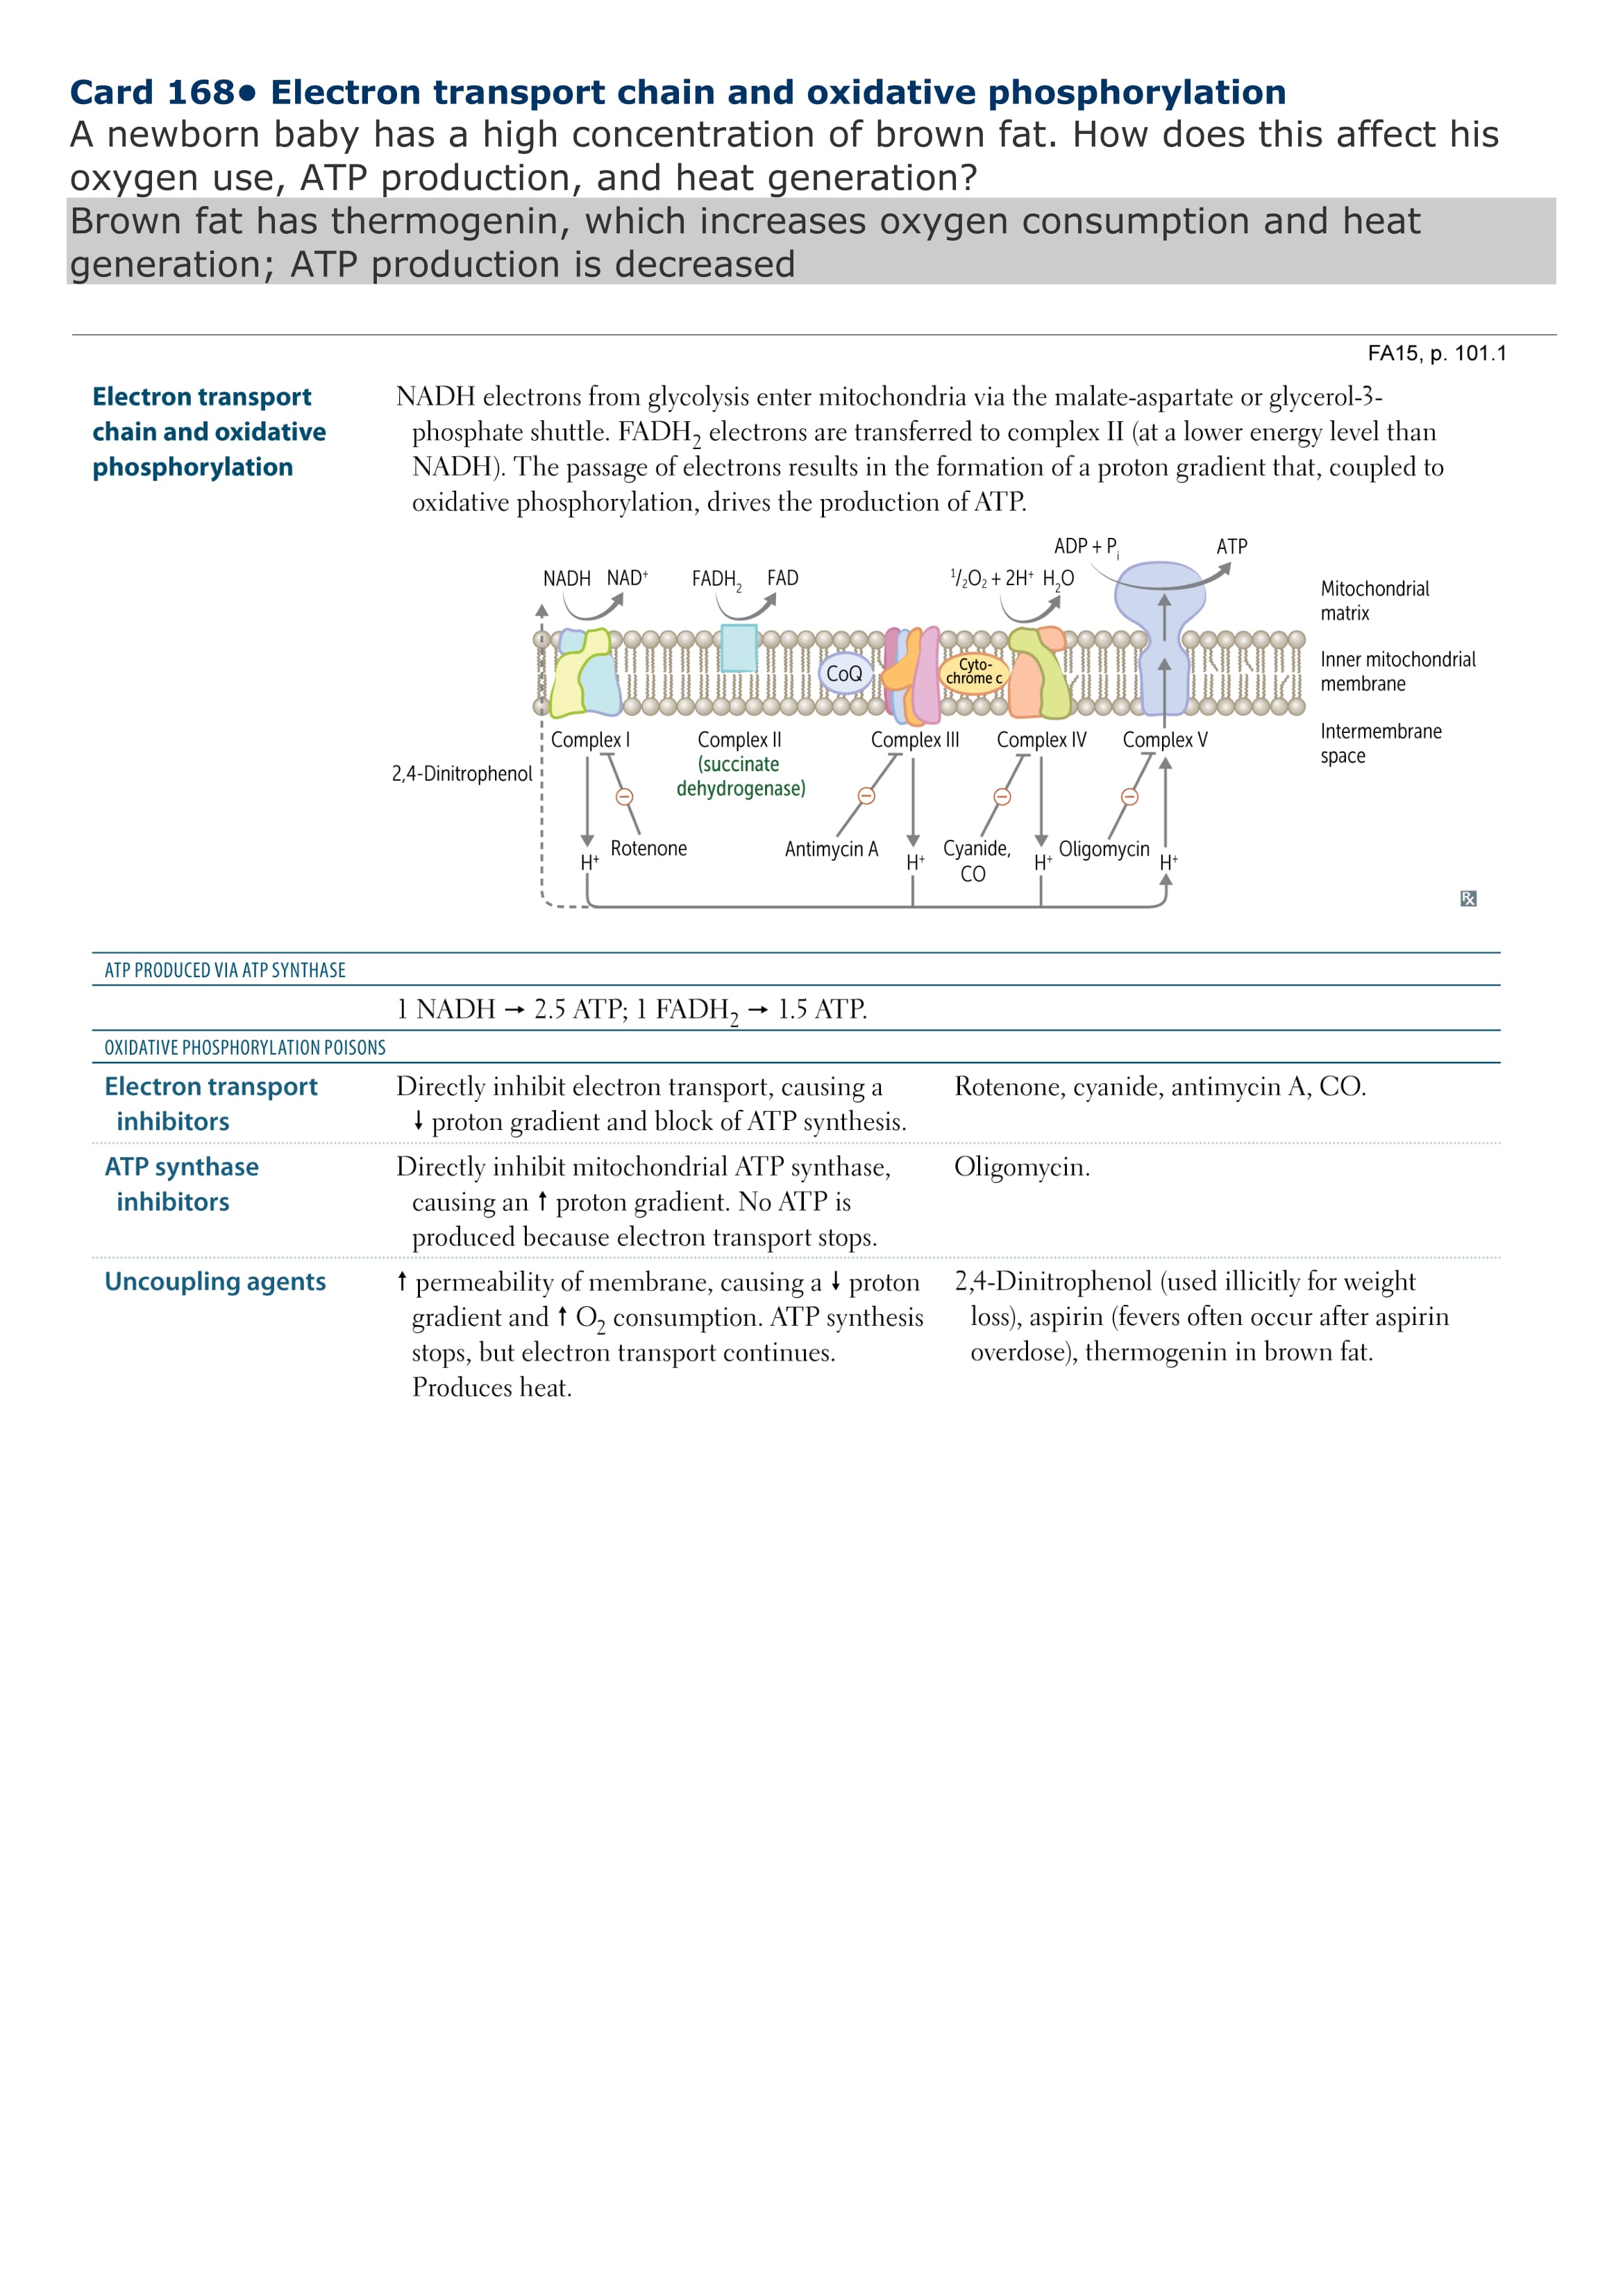 Card 168• Electron transport chain and oxidative phosphorylation
A newborn baby has a high concentration of brown fat. How does this affect his
oxygen use, ATP production, and heat generation?
Brown fat has thermogenin, which increases oxygen consumption and heat
generation; ATP production is decreased
FA15, p. 101.1
Electron transport
chain and oxidative
phosphorylation
NADH electrons from glycolysis enter mitochondria via the malate-aspartate or glycerol-3-
phosphate shuttle. FADH₂ electrons are transferred to complex II (at a lower energy level than
NADH). The passage of electrons results in the formation of a proton gradient that, coupled to
oxidative phosphorylation, drives the production of ATP.
ADP + Pᵢ ATP
NADH NAD⁺ FADH₂ FAD ¹/₂O₂ + 2H⁺ H₂O
Mitochondrial
matrix
CoQ
Cyto-
chrome c
Inner mitochondrial
membrane
Intermembrane
space
Complex I Complex II Complex III Complex IV Complex V
(succinate
dehydrogenase)
2,4-Dinitrophenol
Rotenone Antimycin A Cyanide, Oligomycin
CO
H⁺ H⁺ H⁺ H⁺
Rx
ATP PRODUCED VIA ATP SYNTHASE
1 NADH → 2.5 ATP; 1 FADH₂ → 1.5 ATP.
OXIDATIVE PHOSPHORYLATION POISONS
Electron transport
inhibitors
Directly inhibit electron transport, causing a
↓ proton gradient and block of ATP synthesis.
Rotenone, cyanide, antimycin A, CO.
ATP synthase
inhibitors
Directly inhibit mitochondrial ATP synthase,
causing an ↑ proton gradient. No ATP is
produced because electron transport stops.
Oligomycin.
Uncoupling agents
↑ permeability of membrane, causing a ↓ proton
gradient and ↑ O₂ consumption. ATP synthesis
stops, but electron transport continues.
Produces heat.
2,4-Dinitrophenol (used illicitly for weight
loss), aspirin (fevers often occur after aspirin
overdose), thermogenin in brown fat.